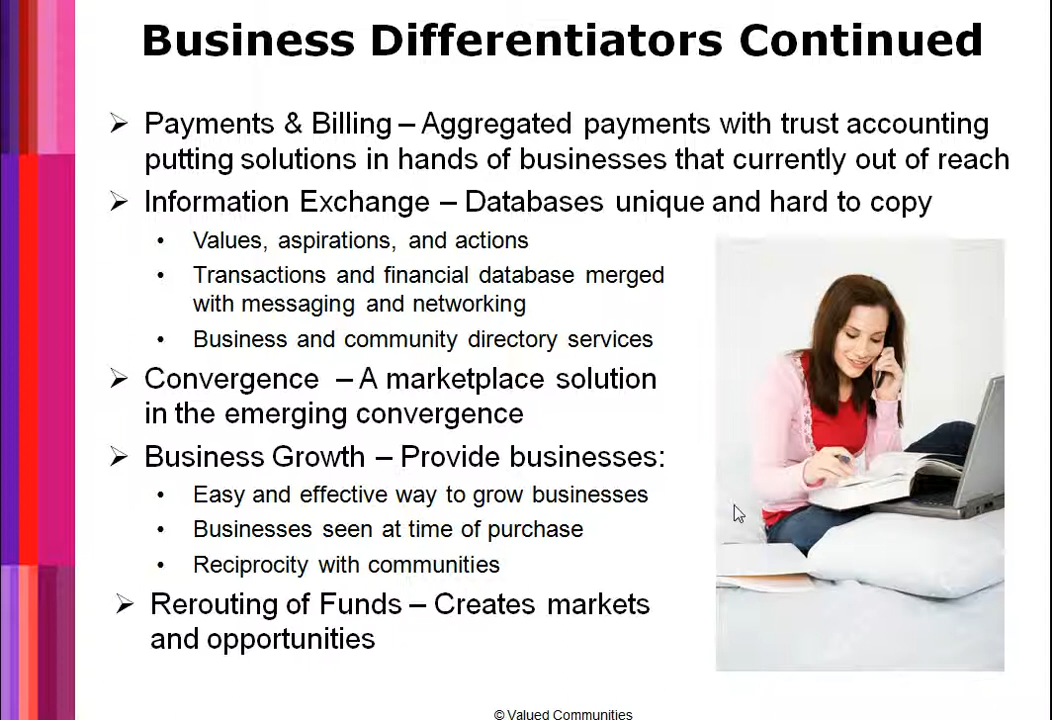 Business Differentiators Continued
➢ Payments & Billing – Aggregated payments with trust accounting
putting solutions in hands of businesses that currently out of reach
➢ Information Exchange – Databases unique and hard to copy
• Values, aspirations, and actions
• Transactions and financial database merged
with messaging and networking
• Business and community directory services
➢ Convergence – A marketplace solution
in the emerging convergence
➢ Business Growth – Provide businesses:
• Easy and effective way to grow businesses
• Businesses seen at time of purchase
• Reciprocity with communities
➢ Rerouting of Funds – Creates markets
and opportunities
© Valued Communities